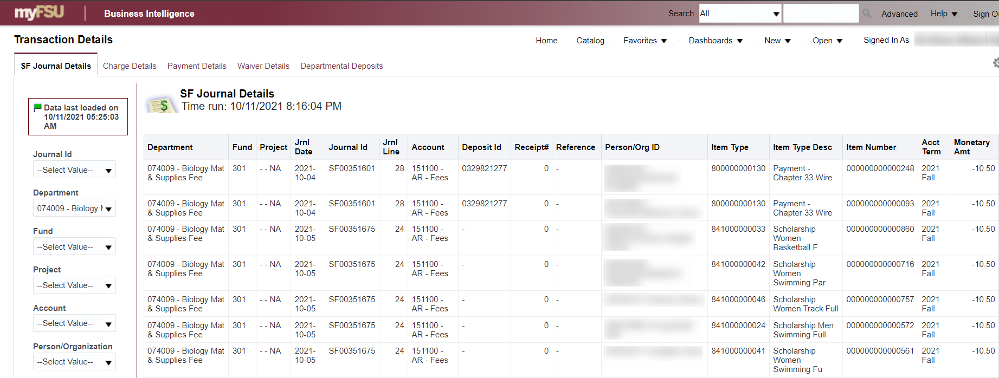 myFSU Business Intelligence Search All Advanced Help Sign O
Transaction Details Home Catalog Favorites Dashboards New Open Signed In As
SF Journal Details Charge Details Payment Details Waiver Details Departmental Deposits
Data last loaded on
10/11/2021 05:25:03
AM
Journal Id
--Select Value--
Department
074009 - Biology M
Fund
--Select Value--
Project
--Select Value--
Account
--Select Value--
Person/Organization
--Select Value--
SF Journal Details
Time run: 10/11/2021 8:16:04 PM
Department Fund Project Jrnl Date Journal Id Jrnl Line Account Deposit Id Receipt# Reference Person/Org ID Item Type Item Type Desc Item Number Acct Term Monetary Amt
074009 - Biology Mat & Supplies Fee 301 - - NA 2021-10-04 SF00351601 28 151100 - AR - Fees 0329821277 0 - 800000000130 Payment - Chapter 33 Wire 000000000000248 2021 Fall -10.50
074009 - Biology Mat & Supplies Fee 301 - - NA 2021-10-04 SF00351601 28 151100 - AR - Fees 0329821277 0 - 800000000130 Payment - Chapter 33 Wire 000000000000093 2021 Fall -10.50
074009 - Biology Mat & Supplies Fee 301 - - NA 2021-10-05 SF00351675 24 151100 - AR - Fees - 0 - 841000000033 Scholarship Women Basketball F 000000000000860 2021 Fall -10.50
074009 - Biology Mat & Supplies Fee 301 - - NA 2021-10-05 SF00351675 24 151100 - AR - Fees - 0 - 841000000042 Scholarship Women Swimming Par 000000000000716 2021 Fall -10.50
074009 - Biology Mat & Supplies Fee 301 - - NA 2021-10-05 SF00351675 24 151100 - AR - Fees - 0 - 841000000046 Scholarship Women Track Full 000000000000757 2021 Fall -10.50
074009 - Biology Mat & Supplies Fee 301 - - NA 2021-10-05 SF00351675 24 151100 - AR - Fees - 0 - 841000000024 Scholarship Men Swimming Full 000000000000572 2021 Fall -10.50
074009 - Biology Mat & Supplies Fee 301 - - NA 2021-10-05 SF00351675 24 151100 - AR - Fees - 0 - 841000000041 Scholarship Women Swimming Fu 000000000000561 2021 Fall -10.50